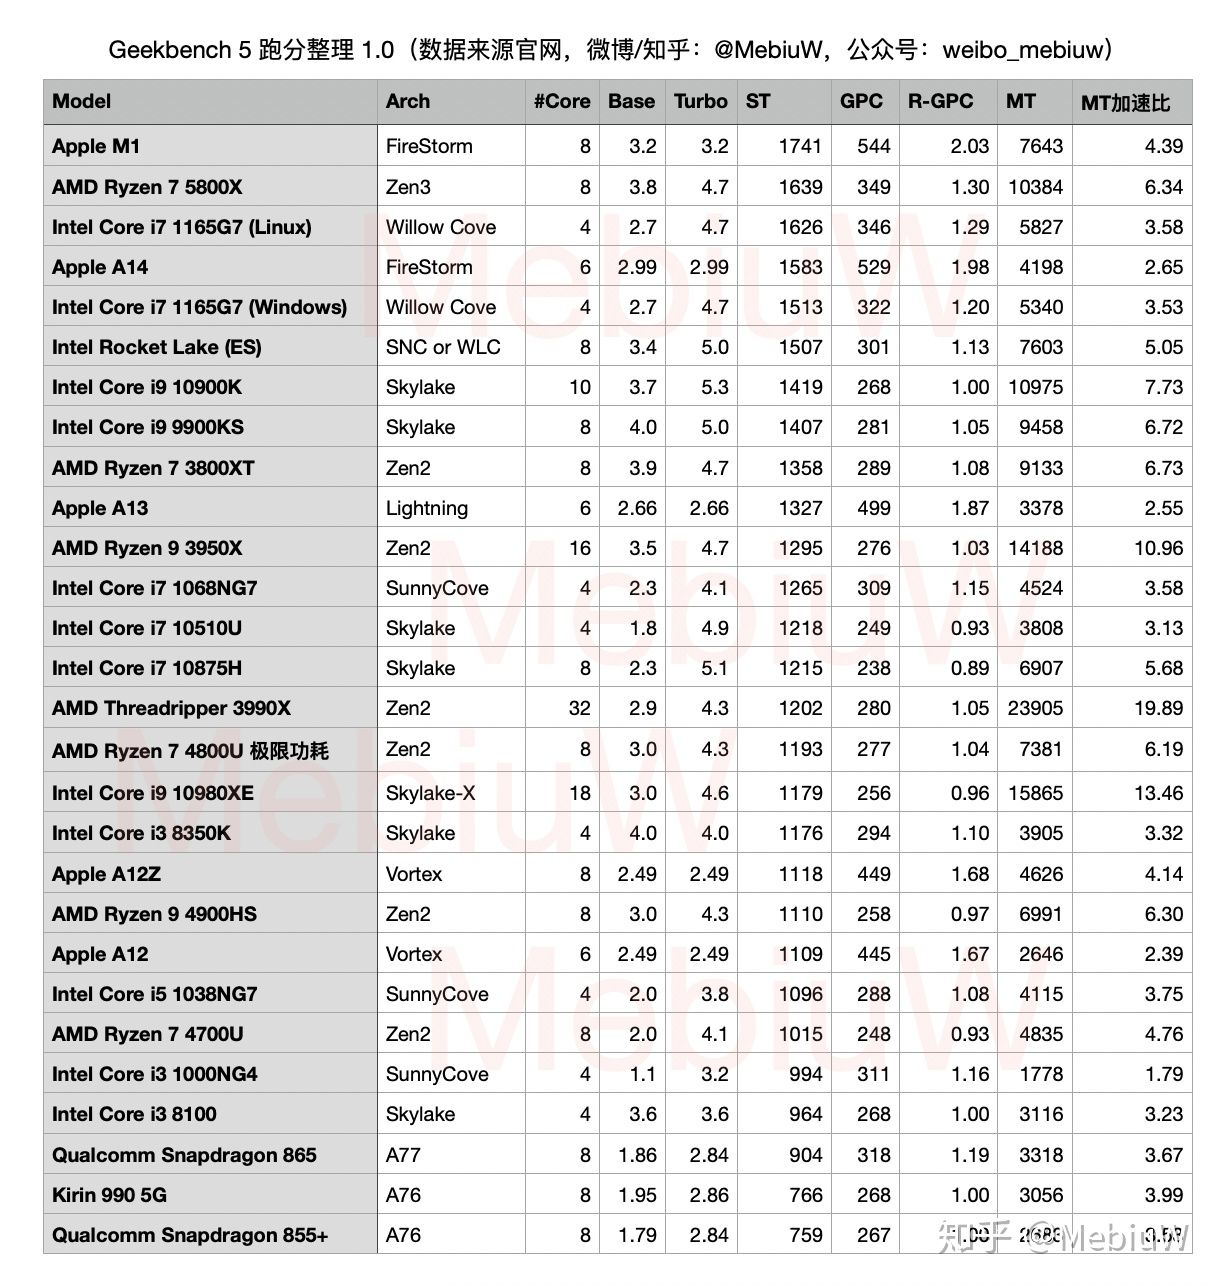 Geekbench 5 跑分整理 1.0（数据来源官网，微博/知乎：@MebiuW，公众号：weibo_mebiuw）
Model Arch #Core Base Turbo ST GPC R-GPC MT MT加速比
Apple M1 FireStorm 8 3.2 3.2 1741 544 2.03 7643 4.39
AMD Ryzen 7 5800X Zen3 8 3.8 4.7 1639 349 1.30 10384 6.34
Intel Core i7 1165G7 (Linux) Willow Cove 4 2.7 4.7 1626 346 1.29 5827 3.58
Apple A14 FireStorm 6 2.99 2.99 1583 529 1.98 4198 2.65
Intel Core i7 1165G7 (Windows) Willow Cove 4 2.7 4.7 1513 322 1.20 5340 3.53
Intel Rocket Lake (ES) SNC or WLC 8 3.4 5.0 1507 301 1.13 7603 5.05
Intel Core i9 10900K Skylake 10 3.7 5.3 1419 268 1.00 10975 7.73
Intel Core i9 9900KS Skylake 8 4.0 5.0 1407 281 1.05 9458 6.72
AMD Ryzen 7 3800XT Zen2 8 3.9 4.7 1358 289 1.08 9133 6.73
Apple A13 Lightning 6 2.66 2.66 1327 499 1.87 3378 2.55
AMD Ryzen 9 3950X Zen2 16 3.5 4.7 1295 276 1.03 14188 10.96
Intel Core i7 1068NG7 SunnyCove 4 2.3 4.1 1265 309 1.15 4524 3.58
Intel Core i7 10510U Skylake 4 1.8 4.9 1218 249 0.93 3808 3.13
Intel Core i7 10875H Skylake 8 2.3 5.1 1215 238 0.89 6907 5.68
AMD Threadripper 3990X Zen2 32 2.9 4.3 1202 280 1.05 23905 19.89
AMD Ryzen 7 4800U 极限功耗 Zen2 8 3.0 4.3 1193 277 1.04 7381 6.19
Intel Core i9 10980XE Skylake-X 18 3.0 4.6 1179 256 0.96 15865 13.46
Intel Core i3 8350K Skylake 4 4.0 4.0 1176 294 1.10 3905 3.32
Apple A12Z Vortex 8 2.49 2.49 1118 449 1.68 4626 4.14
AMD Ryzen 9 4900HS Zen2 8 3.0 4.3 1110 258 0.97 6991 6.30
Apple A12 Vortex 6 2.49 2.49 1109 445 1.67 2646 2.39
Intel Core i5 1038NG7 SunnyCove 4 2.0 3.8 1096 288 1.08 4115 3.75
AMD Ryzen 7 4700U Zen2 8 2.0 4.1 1015 248 0.93 4835 4.76
Intel Core i3 1000NG4 SunnyCove 4 1.1 3.2 994 311 1.16 1778 1.79
Intel Core i3 8100 Skylake 4 3.6 3.6 964 268 1.00 3116 3.23
Qualcomm Snapdragon 865 A77 8 1.86 2.84 904 318 1.19 3318 3.67
Kirin 990 5G A76 8 1.95 2.86 766 268 1.00 3056 3.99
Qualcomm Snapdragon 855+ A76 8 1.79 2.84 759 267 1.00
知乎 @MebiuW
MebiuW
MebiuW
MebiuW
MebiuW